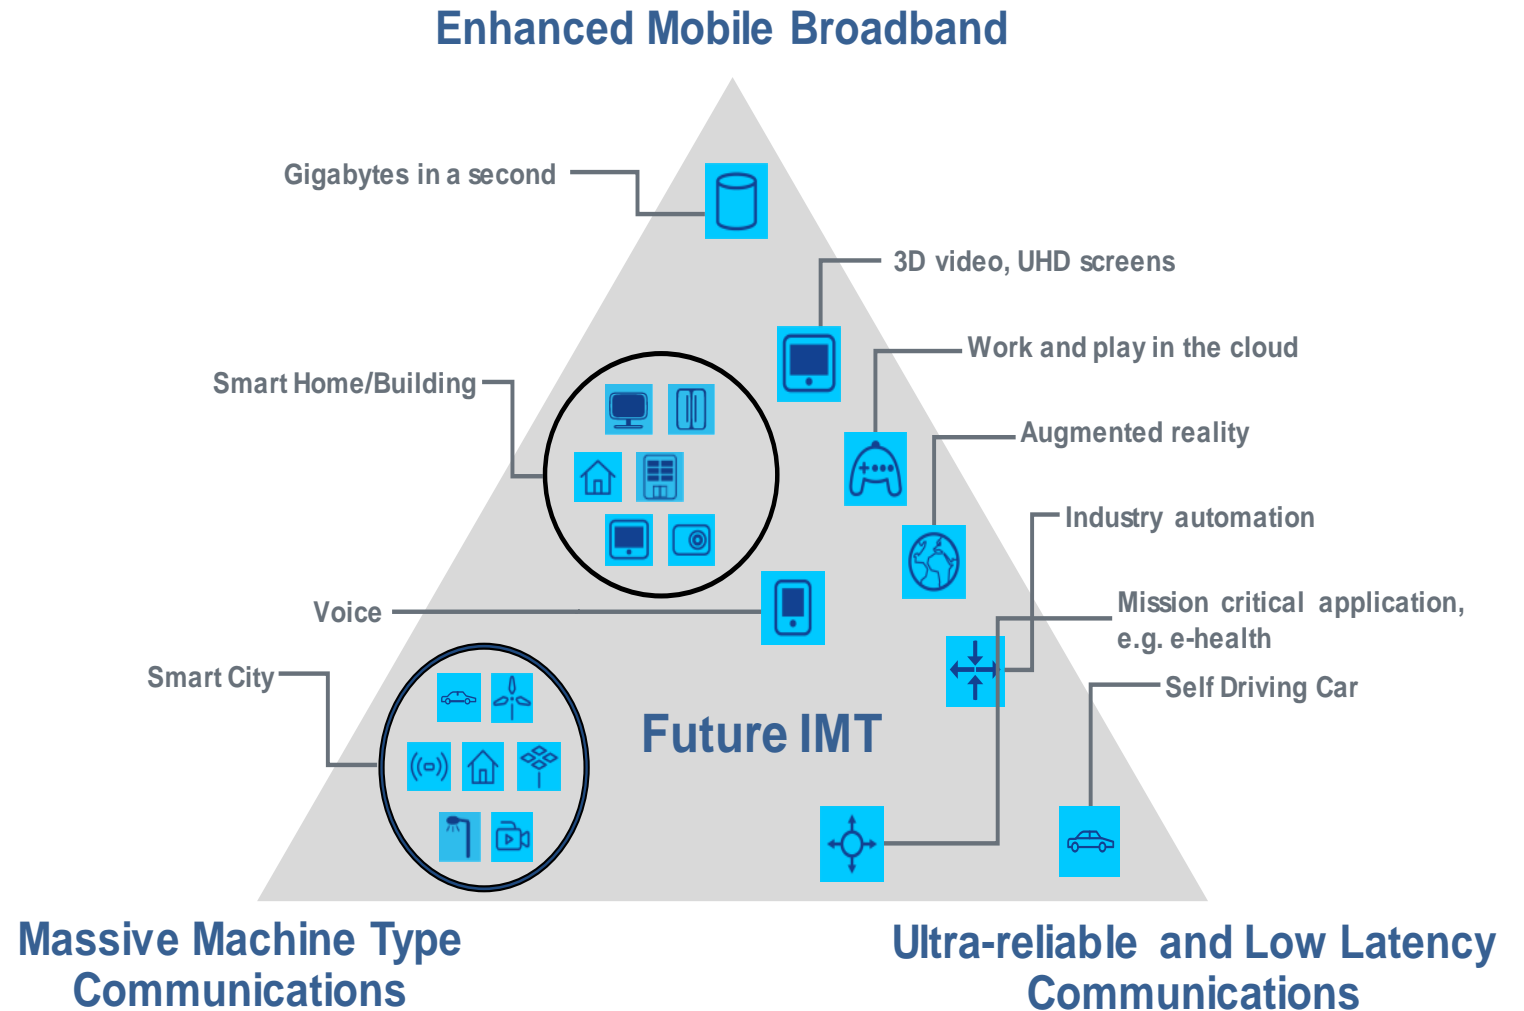 Enhanced Mobile Broadband
Gigabytes in a second
3D video, UHD screens
Work and play in the cloud
Smart Home/Building
Augmented reality
Industry automation
Voice
Mission critical application,
e.g. e-health
Smart City
Self Driving Car
Future IMT
Massive Machine Type
Communications
Ultra-reliable and Low Latency
Communications